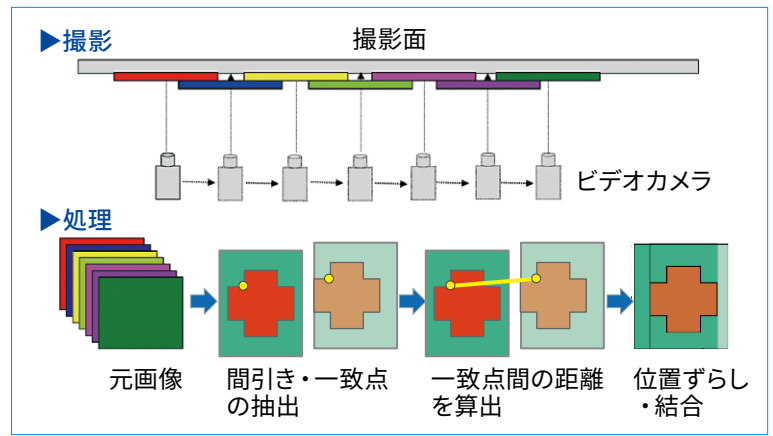 ▶撮影
撮影面
ビデオカメラ
▶処理
元画像
間引き・一致点
の抽出
一致点間の距離
を算出
位置ずらし
・結合